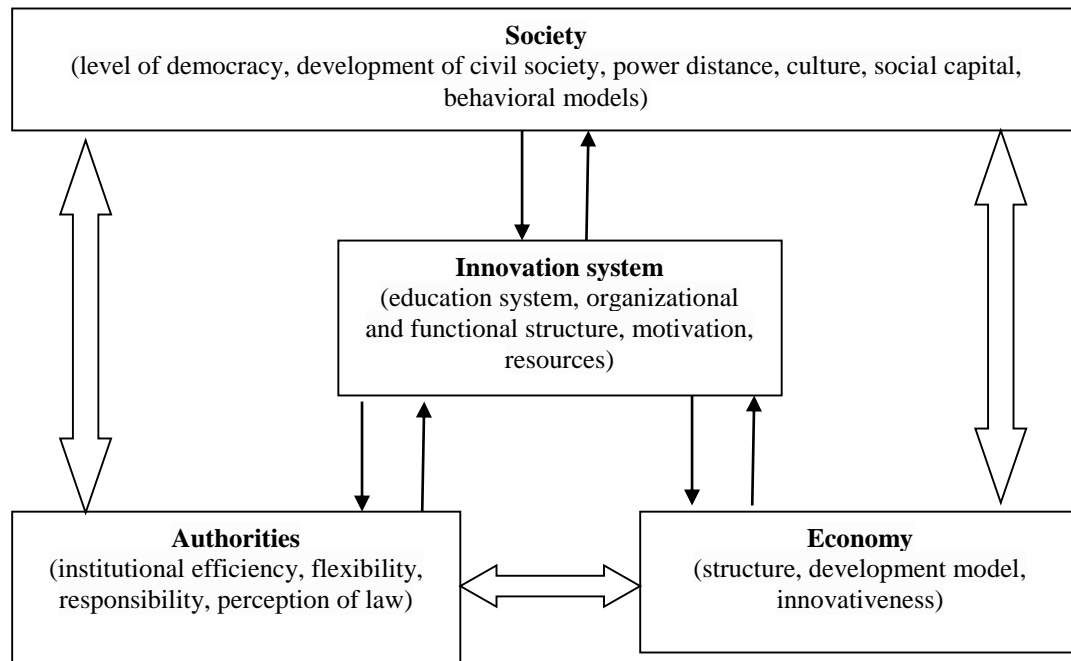 Society
(level of democracy, development of civil society, power distance, culture, social capital,
behavioral models)
Innovation system
(education system, organizational
and functional structure, motivation,
resources)
Authorities
(institutional efficiency, flexibility,
responsibility, perception of law)
Economy
(structure, development model,
innovativeness)